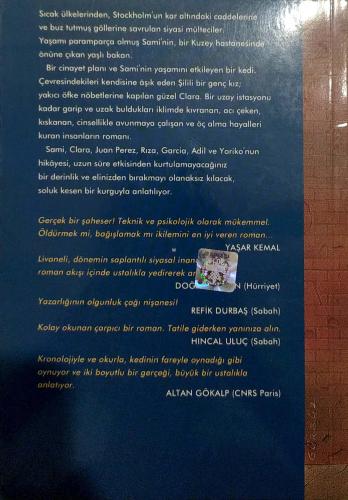 Sıcak ülkelerinden, Stockholm'un kar altındaki caddelerine
ve buz tutmuş göllerine savrulan siyasi mülteciler.
Yaşamı paramparça olmuş Sami'nin, bir Kuzey hastanesinde
önüne çıkan yaşlı bakan.
Bir cinayet planı ve Sami'nin yaşamını etkileyen bir kedi.
Çevresindekileri kendisine âşık eden Şilili bir genç kız;
yakıcı öfke nöbetlerine kapılan güzel Clara. Bir uzay istasyonu
kadar garip ve uzak buldukları iklimde kıvranan, acı çeken,
kıskanan, cinsellikle avunmaya çalışan ve öç alma hayalleri
kuran insanların romanı.
Sami, Clara, Juan Perez, Rıza, Garcia, Adil ve Yoriko'nun
hikâyesi, uzun süre etkisinden kurtulamayacağınız
bir derinlik ve elinizden bırakmayı olanaksız kılacak,
soluk kesen bir kurguyla anlatılıyor.
Gerçek bir şaheser! Teknik ve psikolojik olarak mükemmel.
Öldürmek mi, bağışlamak mı ikilemini en iyi veren roman...
YAŞAR KEMAL
Livaneli, dönemin saplantılı siyasal
roman akışı içinde ustalıkla yedirerek
(Hürriyet)
Yazarlığının olgunluk çağı nişanesi!
REFİK DURBAŞ (Sabah)
Kolay okunan çarpıcı bir roman. Tatile giderken yanınıza alın.
HINCAL ULUÇ (Sabah)
Kronolojiyle ve okurla, kedinin fareyle oynadığı gibi
oynuyor ve iki boyutlu bir gerçeği, büyük bir ustalıkla
anlatıyor.
ALTAN GÖKALP (CNRS Paris)